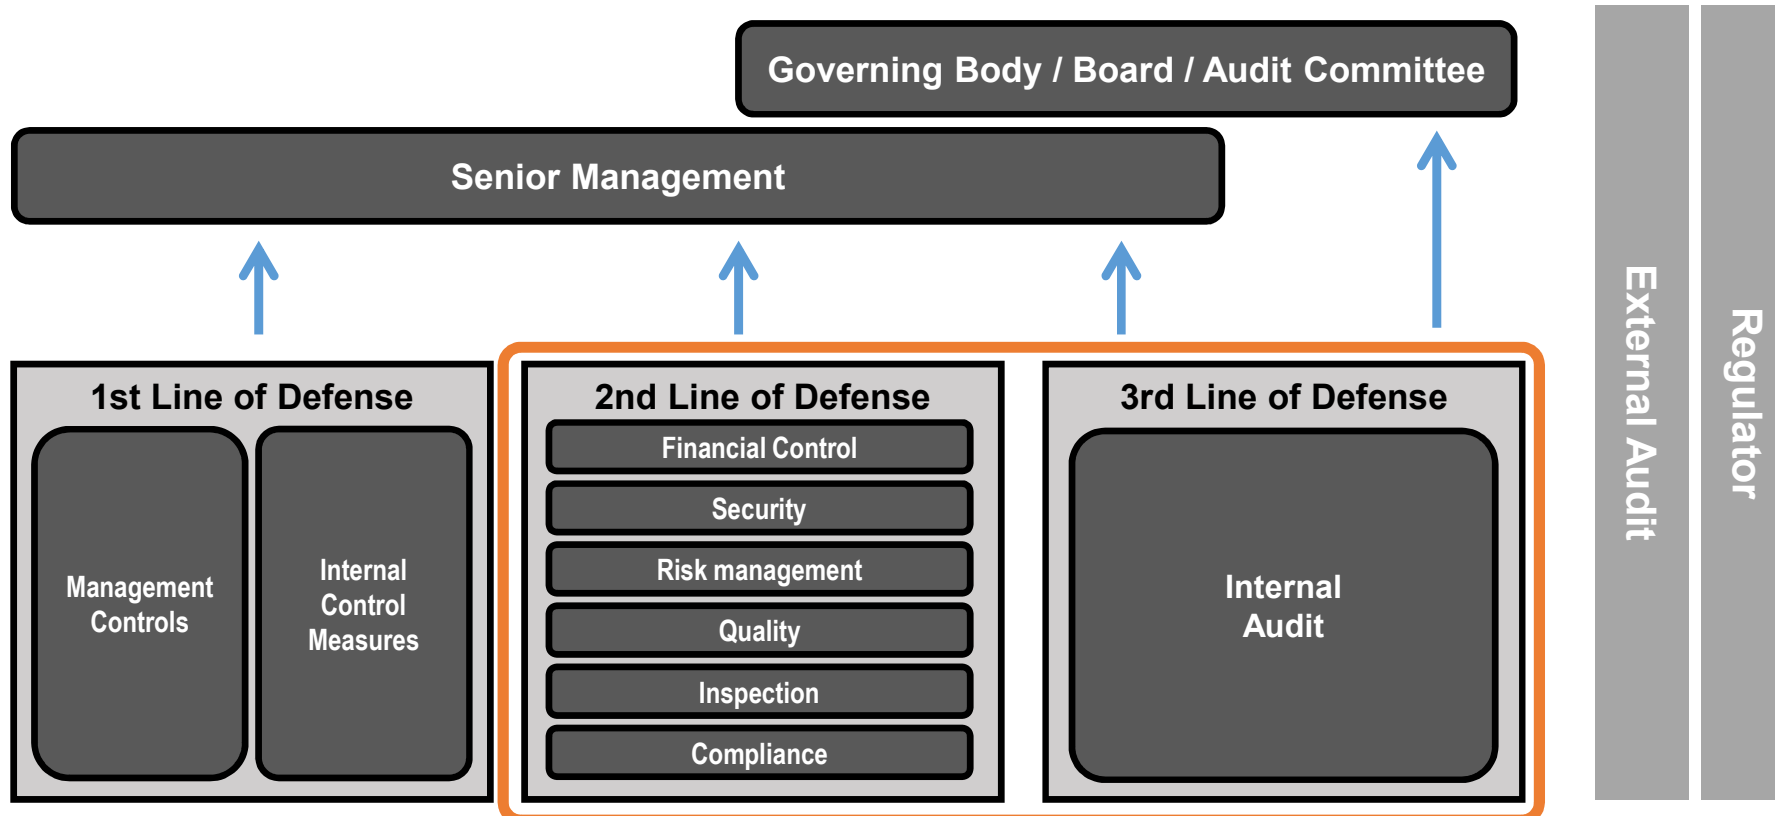 Governing Body / Board / Audit Committee
Senior Management
1st Line of Defense
Management
Controls
Internal
Control
Measures
2nd Line of Defense
Financial Control
Security
Risk management
Quality
Inspection
Compliance
3rd Line of Defense
Internal
Audit
External Audit
Regulator